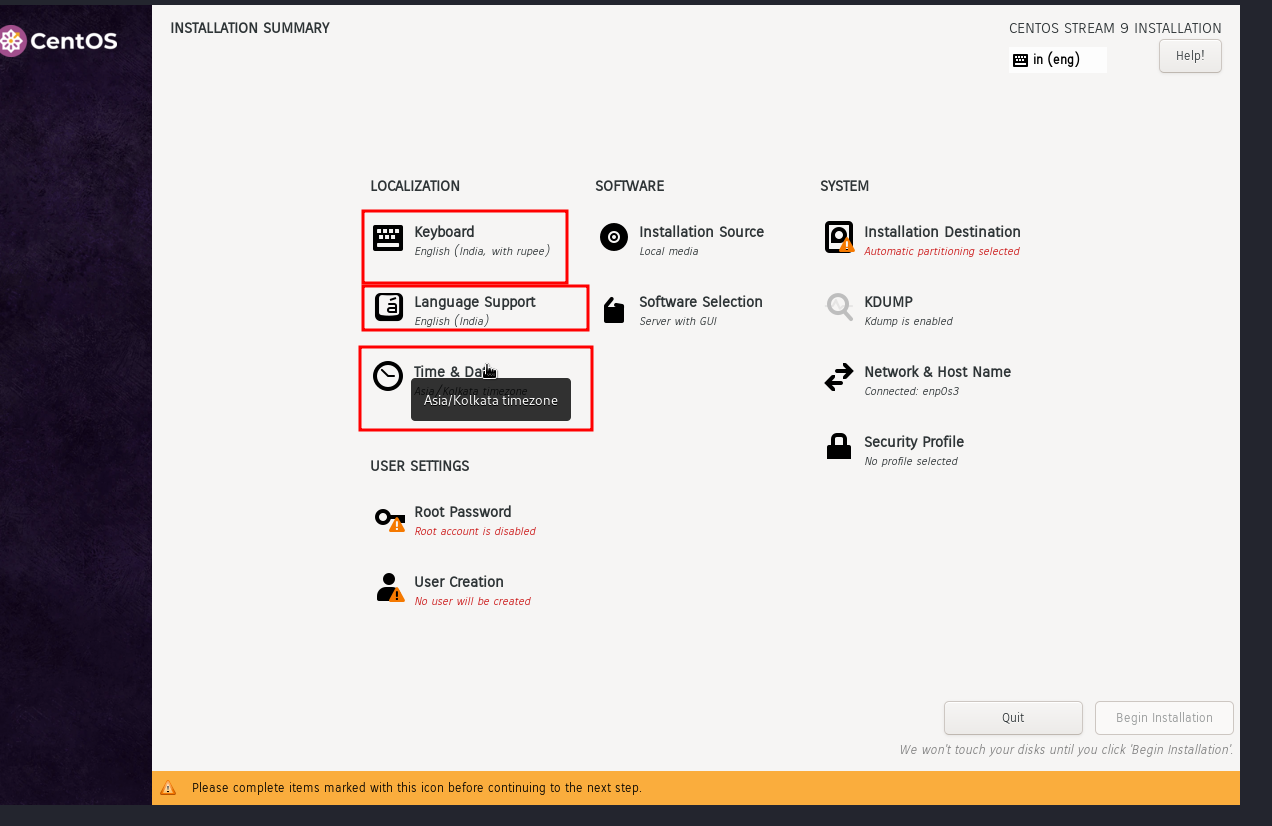 CentOS
INSTALLATION SUMMARY
CENTOS STREAM 9 INSTALLATION
in (eng)
Help!
LOCALIZATION
Keyboard
English (India, with rupee)
Language Support
English (India)
Time & Da
Asia/Kolkata timezone
Asia/Kolkata timezone
SOFTWARE
Installation Source
Local media
Software Selection
Server with GUI
SYSTEM
Installation Destination
Automatic partitioning selected
KDUMP
Kdump is enabled
Network & Host Name
Connected: enp0s3
Security Profile
No profile selected
USER SETTINGS
Root Password
Root account is disabled
User Creation
No user will be created
Quit
Begin Installation
We won't touch your disks until you click 'Begin Installation'.
Please complete items marked with this icon before continuing to the next step.